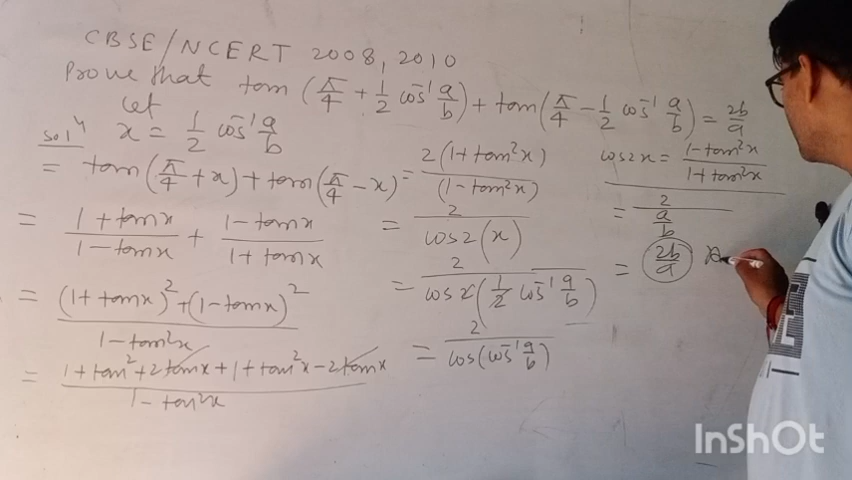 CBSE/NCERT 2008, 2010
Prove that tan (π/4 + 1/2 cos⁻¹ a/b) + tan (π/4 − 1/2 cos⁻¹ a/b) = 2b/a
Let
solⁿ x = 1/2 cos⁻¹ a/b
= tan (π/4 + x) + tan (π/4 − x)
= (1 + tanx)/(1 − tanx) + (1 − tanx)/(1 + tanx)
= ((1 + tanx)² + (1 − tanx)²)/(1 − tan²x)
= (1 + tan² + 2tanx + 1 + tan²x − 2tanx)/(1 − tan²x)
= 2(1 + tan²x)/(1 − tan²x)
= 2/(cos2(x))
= 2/(cos2(1/2 cos⁻¹ a/b))
= 2/(cos(cos⁻¹ a/b))
cos2x = (1 − tan²x)/(1 + tan²x)
= 2/(a/b)
= 2b/a
InShOt